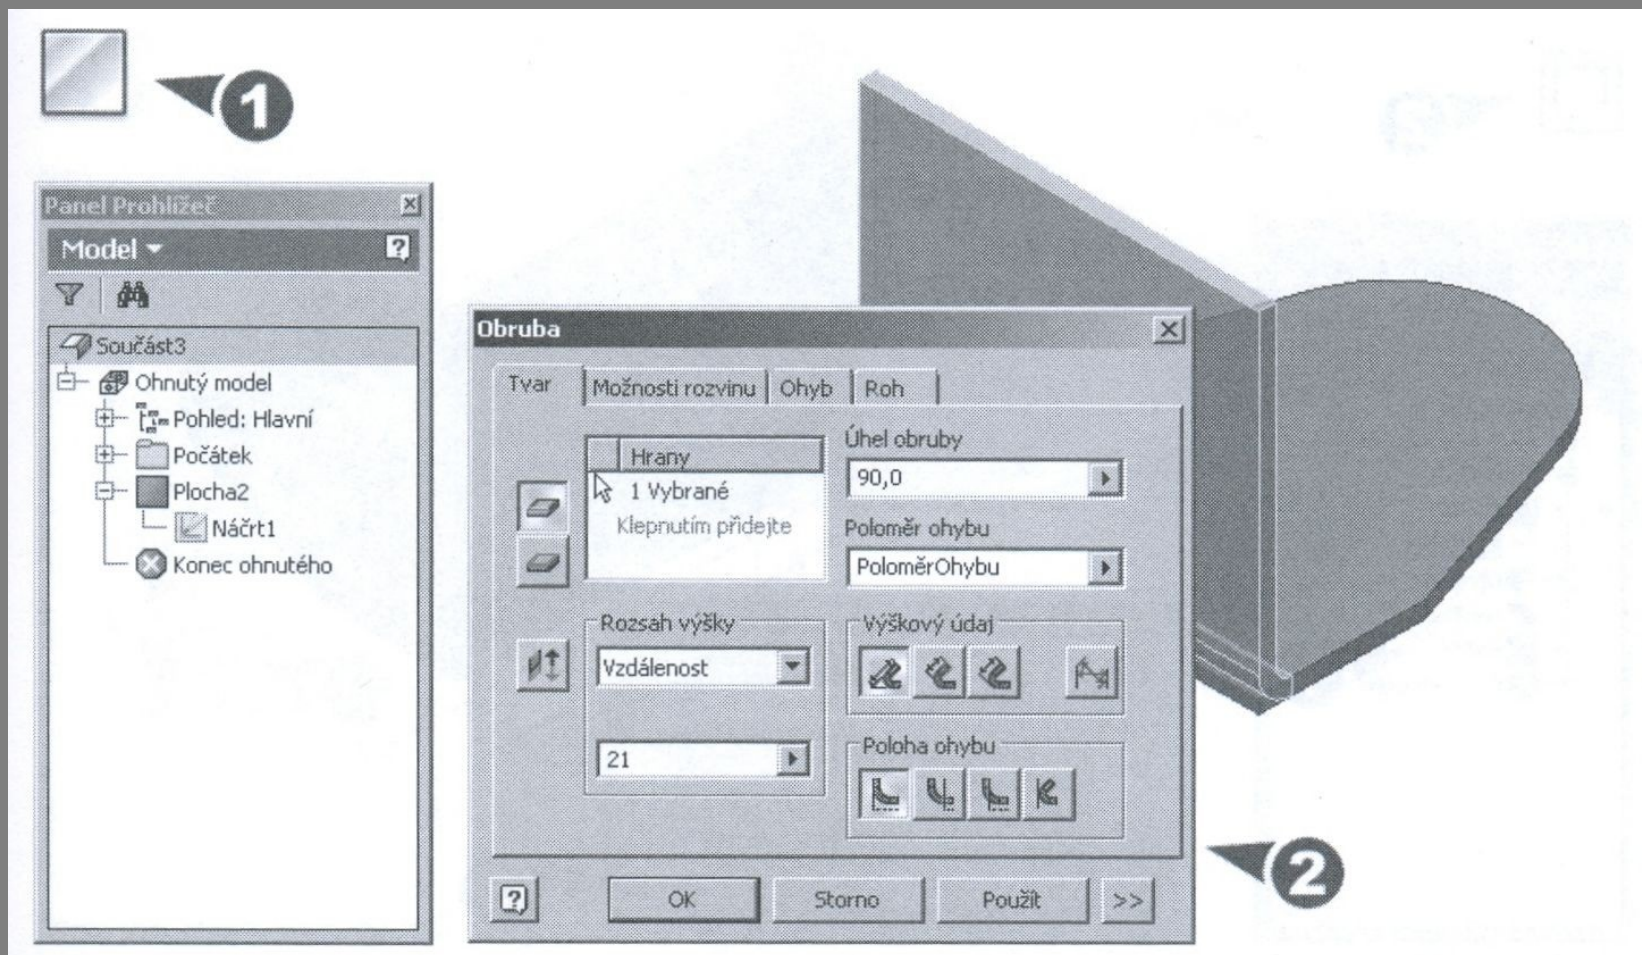 1
Panel Prohlížeč
Model
Součást3
Ohnutý model
Pohled: Hlavní
Počátek
Plocha2
Náčrt1
Konec ohnutého
Obruba
Tvar
Možnosti rozvinu
Ohyb
Roh
Hrany
1 Vybrané
Klepnutím přidejte
Úhel obruby
90,0
Poloměr ohybu
PoloměrOhybu
Rozsah výšky
Vzdálenost
21
Výškový údaj
Poloha ohybu
OK
Storno
Použít
>>
2